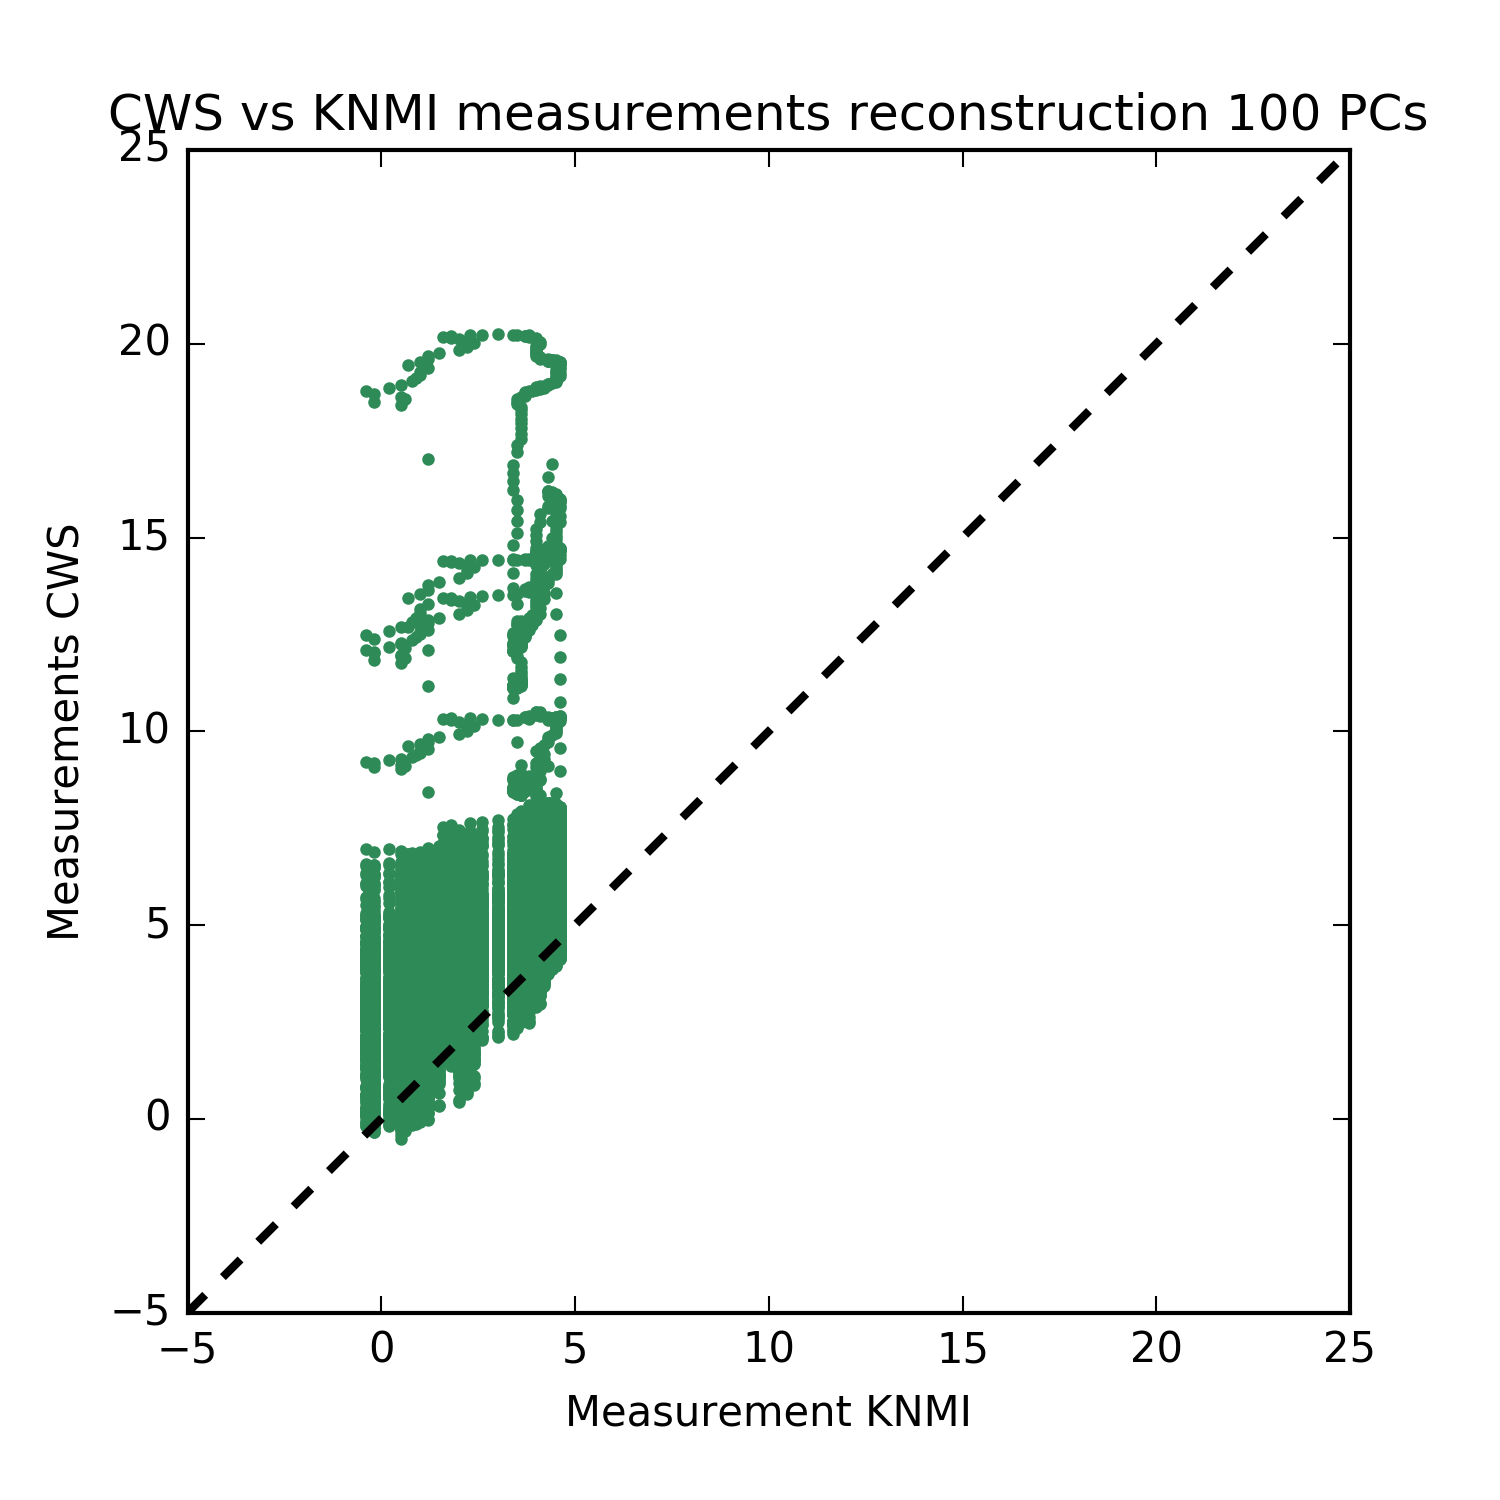 CWS vs KNMI measurements reconstruction 100 PCs
25
20
15
10
5
0
−5
Measurements CWS
−5 0 5 10 15 20 25
Measurement KNMI